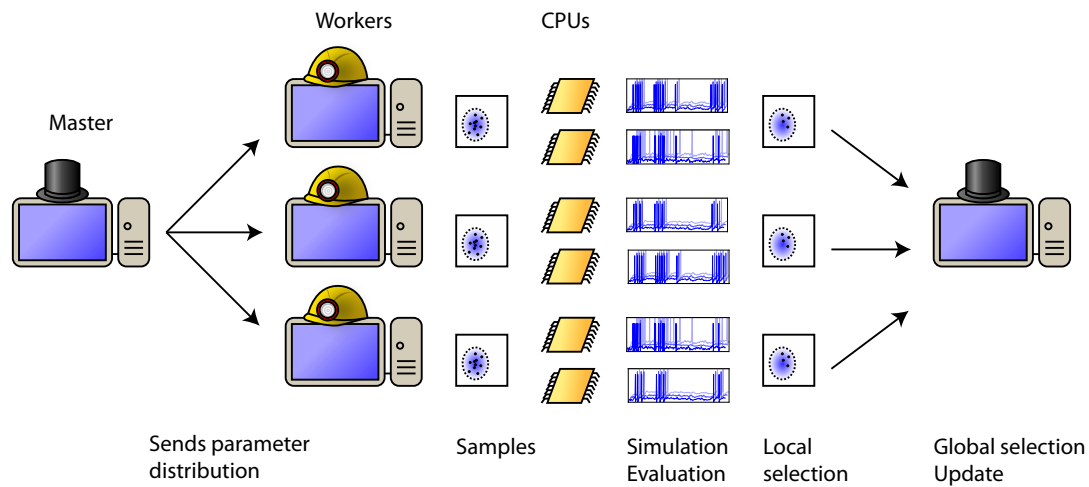 Workers
CPUs
Master
Sends parameter
distribution
Samples
Simulation
Evaluation
Local
selection
Global selection
Update